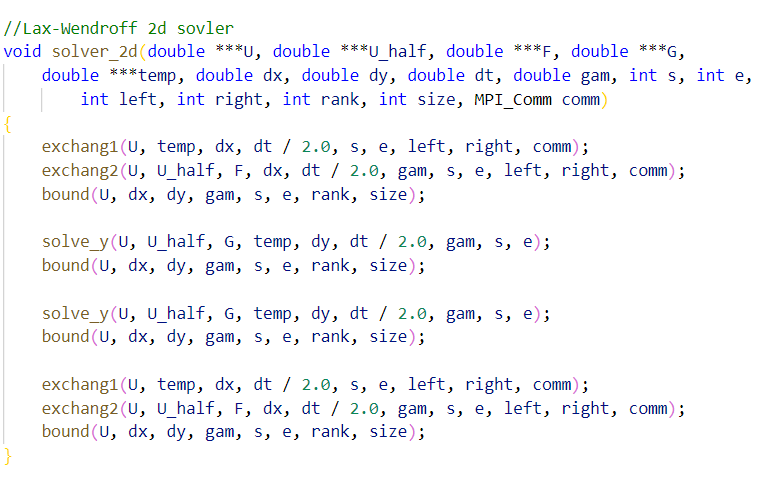 //Lax-Wendroff 2d sovler
void solver_2d(double ***U, double ***U_half, double ***F, double ***G,
    double ***temp, double dx, double dy, double dt, double gam, int s, int e,
        int left, int right, int rank, int size, MPI_Comm comm)
{
    exchang1(U, temp, dx, dt / 2.0, s, e, left, right, comm);
    exchang2(U, U_half, F, dx, dt / 2.0, gam, s, e, left, right, comm);
    bound(U, dx, dy, gam, s, e, rank, size);

    solve_y(U, U_half, G, temp, dy, dt / 2.0, gam, s, e);
    bound(U, dx, dy, gam, s, e, rank, size);

    solve_y(U, U_half, G, temp, dy, dt / 2.0, gam, s, e);
    bound(U, dx, dy, gam, s, e, rank, size);

    exchang1(U, temp, dx, dt / 2.0, s, e, left, right, comm);
    exchang2(U, U_half, F, dx, dt / 2.0, gam, s, e, left, right, comm);
    bound(U, dx, dy, gam, s, e, rank, size);
}